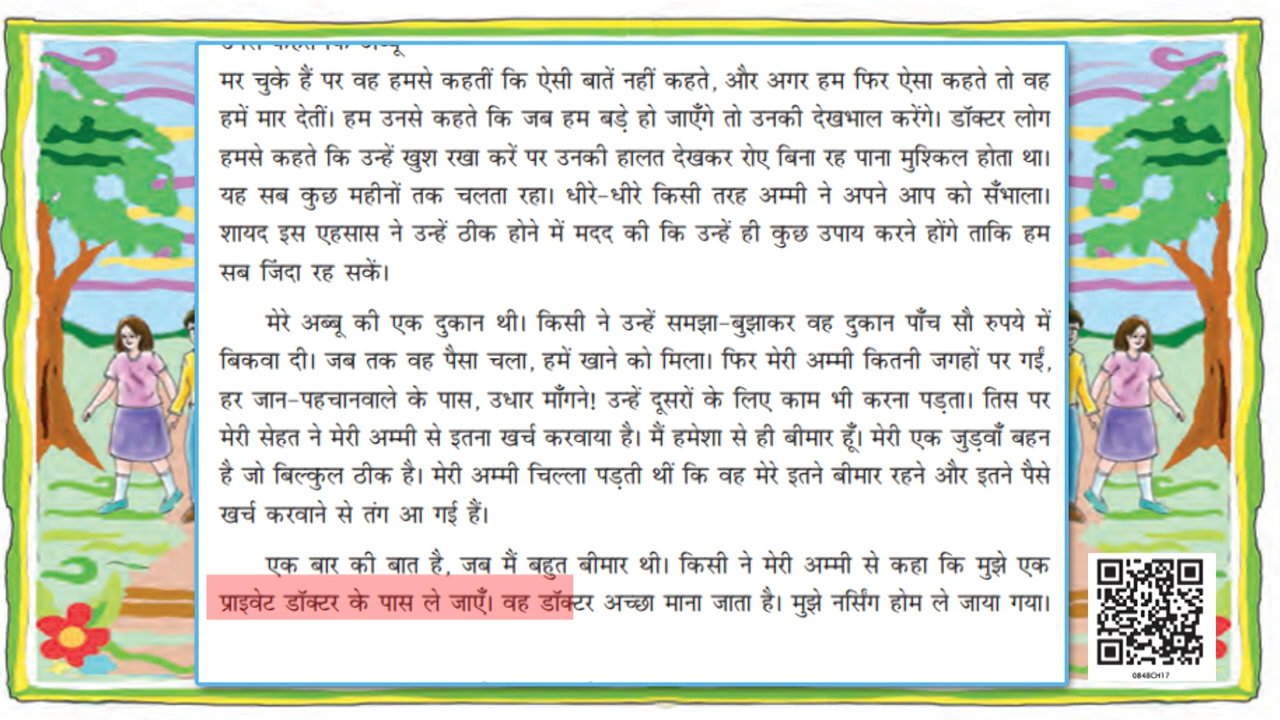 मर चुके हैं पर वह हमसे कहतीं कि ऐसी बातें नहीं कहते, और अगर हम फिर ऐसा कहते तो वह
हमें मार देतीं। हम उनसे कहते कि जब हम बड़े हो जाएँगे तो उनकी देखभाल करेंगे। डॉक्टर लोग
हमसे कहते कि उन्हें खुश रखा करें पर उनकी हालत देखकर रोए बिना रह पाना मुश्किल होता था।
यह सब कुछ महीनों तक चलता रहा। धीरे-धीरे किसी तरह अम्मी ने अपने आप को सँभाला।
शायद इस एहसास ने उन्हें ठीक होने में मदद की कि उन्हें ही कुछ उपाय करने होंगे ताकि हम
सब जिंदा रह सकें।
मेरे अब्बू की एक दुकान थी। किसी ने उन्हें समझा-बुझाकर वह दुकान पाँच सौ रुपये में
बिकवा दी। जब तक वह पैसा चला, हमें खाने को मिला। फिर मेरी अम्मी कितनी जगहों पर गईं,
हर जान-पहचानवाले के पास, उधार माँगने! उन्हें दूसरों के लिए काम भी करना पड़ता। तिस पर
मेरी सेहत ने मेरी अम्मी से इतना खर्च करवाया है। मैं हमेशा से ही बीमार हूँ। मेरी एक जुड़वाँ बहन
है जो बिल्कुल ठीक है। मेरी अम्मी चिल्ला पड़ती थीं कि वह मेरे इतने बीमार रहने और इतने पैसे
खर्च करवाने से तंग आ गई हैं।
एक बार की बात है, जब मैं बहुत बीमार थी। किसी ने मेरी अम्मी से कहा कि मुझे एक
प्राइवेट डॉक्टर के पास ले जाएँ। वह डॉक्टर अच्छा माना जाता है। मुझे नर्सिंग होम ले जाया गया।
0848CH17